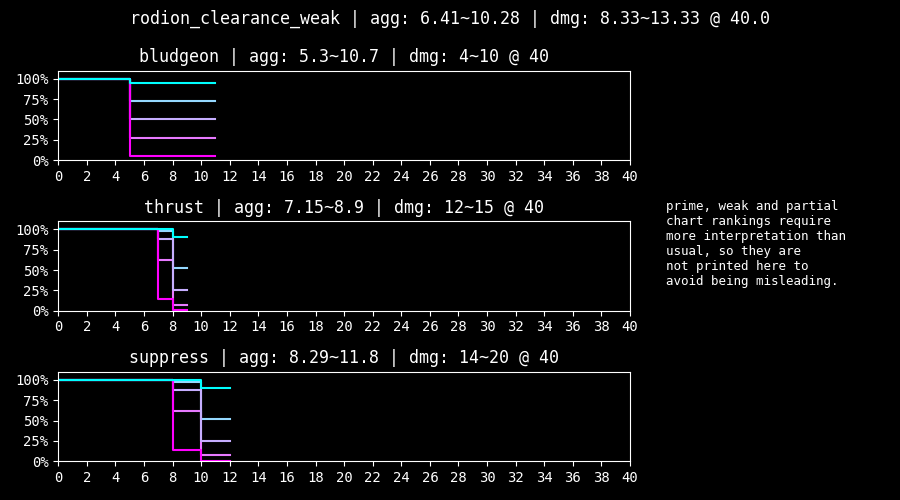 rodion_clearance_weak | agg: 6.41~10.28 | dmg: 8.33~13.33 @ 40.0
bludgeon | agg: 5.3~10.7 | dmg: 4~10 @ 40
100%
75%
50%
25%
0%
0 2 4 6 8 10 12 14 16 18 20 22 24 26 28 30 32 34 36 38 40
thrust | agg: 7.15~8.9 | dmg: 12~15 @ 40
100%
75%
50%
25%
0%
0 2 4 6 8 10 12 14 16 18 20 22 24 26 28 30 32 34 36 38 40
prime, weak and partial
chart rankings require
more interpretation than
usual, so they are
not printed here to
avoid being misleading.
suppress | agg: 8.29~11.8 | dmg: 14~20 @ 40
100%
75%
50%
25%
0%
0 2 4 6 8 10 12 14 16 18 20 22 24 26 28 30 32 34 36 38 40